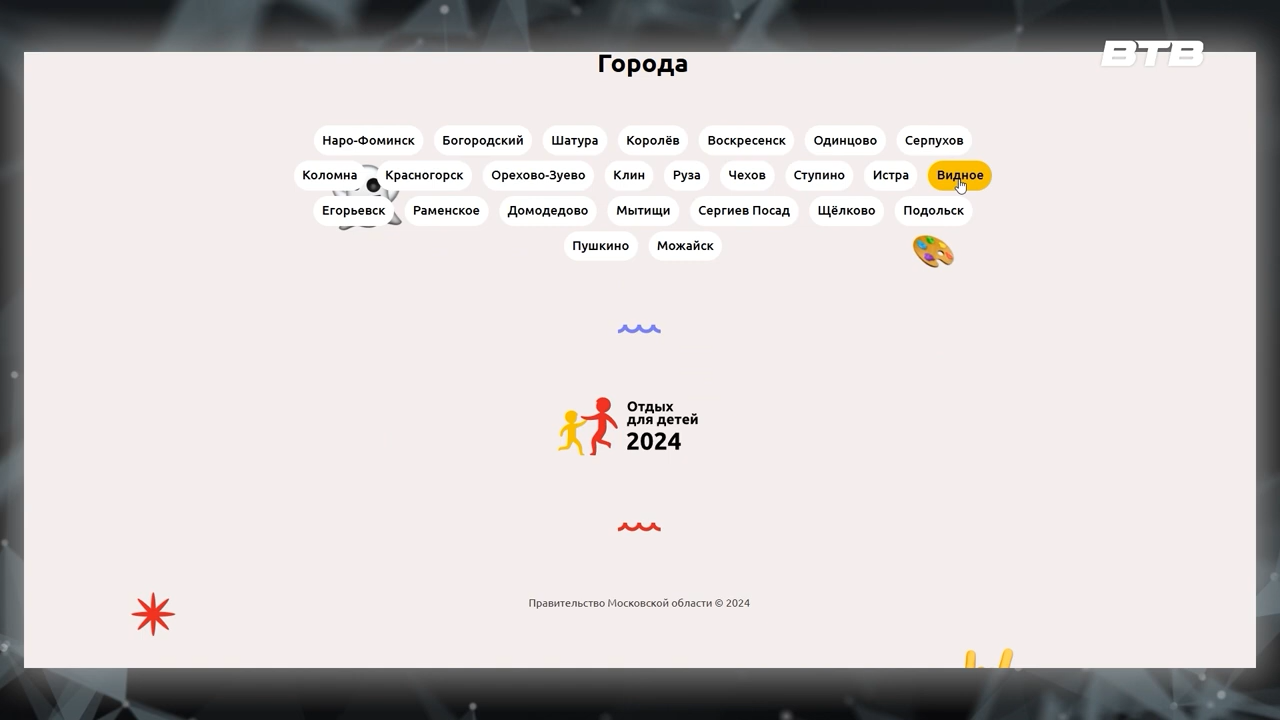 ВТВ
Города
Наро-Фоминск Богородский Шатура Королёв Воскресенск Одинцово Серпухов
Коломна Красногорск Орехово-Зуево Клин Руза Чехов Ступино Истра Видное
Егорьевск Раменское Домодедово Мытищи Сергиев Посад Щёлково Подольск
Пушкино Можайск
Отдых
для детей
2024
Правительство Московской области © 2024